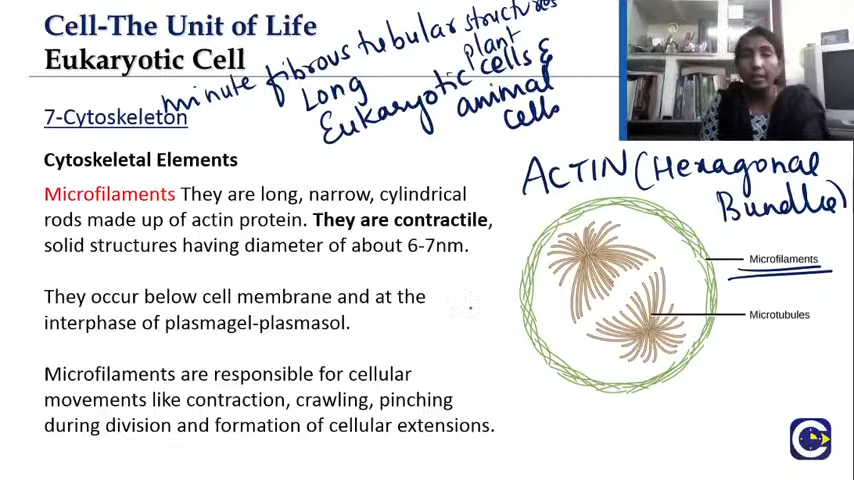 Cell-The Unit of Life
Eukaryotic Cell
minute fibrous tubular structures
Long
Eukaryotic plant cells &
animal
cells
7-Cytoskeleton
Cytoskeletal Elements
Microfilaments They are long, narrow, cylindrical
rods made up of actin protein. They are contractile,
solid structures having diameter of about 6-7nm.
They occur below cell membrane and at the
interphase of plasmagel-plasmasol.
Microfilaments are responsible for cellular
movements like contraction, crawling, pinching
during division and formation of cellular extensions.
ACTIN (Hexagonal
Bundle)
Microfilaments
Microtubules